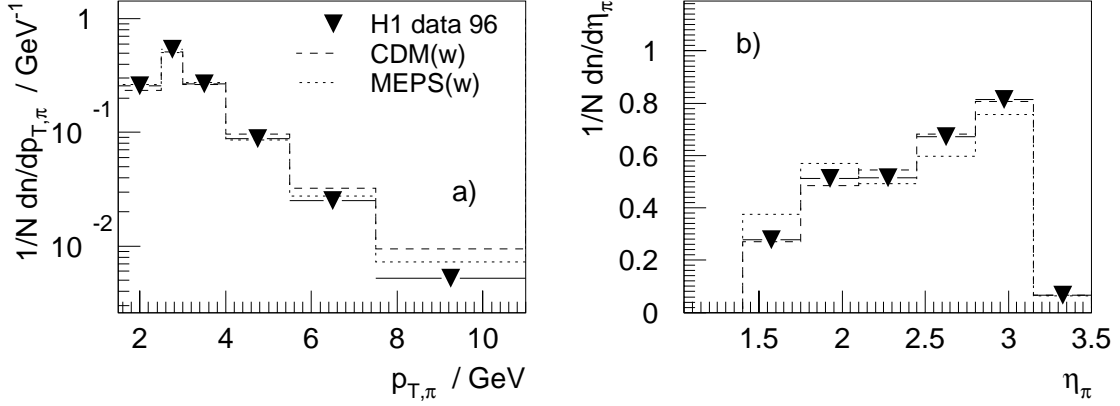 1/N dn/dp_{T,π} / GeV^{-1}
1
10^{-1}
10^{-2}
H1 data 96
CDM(w)
MEPS(w)
a)
2 4 6 8 10
p_{T,π} / GeV
1/N dn/dη_π
b)
1
0.8
0.6
0.4
0.2
0
1.5 2 2.5 3 3.5
η_π